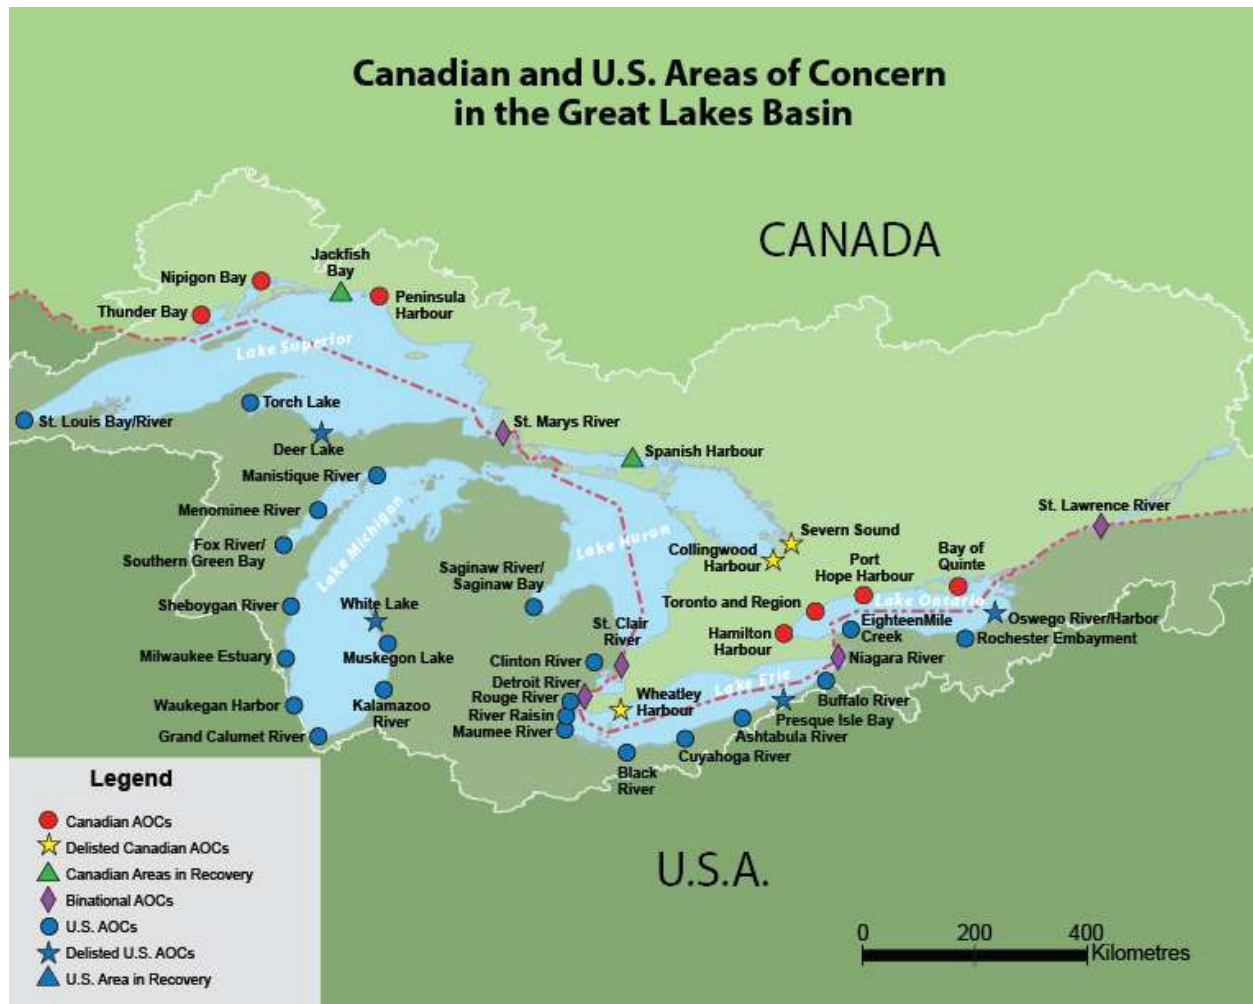 Canadian and U.S. Areas of Concern
in the Great Lakes Basin
CANADA
Jackfish
Bay
Nipigon Bay
Peninsula
Harbour
Thunder Bay
Lake Superior
Torch Lake
St. Louis Bay/River
St. Marys River
Deer Lake
Spanish Harbour
Manistique River
Menominee River
St. Lawrence River
Lake Michigan
Lake Huron
Severn Sound
Fox River/
Southern Green Bay
Collingwood
Harbour
Bay of
Quinte
Port
Hope Harbour
Saginaw River/
Saginaw Bay
Sheboygan River
White Lake
Toronto and Region
Lake Ontario
Oswego River/Harbor
St. Clair
River
Hamilton
Harbour
EighteenMile
Creek
Rochester Embayment
Milwaukee Estuary
Muskegon Lake
Clinton River
Niagara River
Detroit River
Lake Erie
Rouge River
Wheatley
Harbour
Buffalo River
Waukegan Harbor
Kalamazoo
River
River Raisin
Presque Isle Bay
Maumee River
Grand Calumet River
Ashtabula River
Cuyahoga River
Black
River
Legend
Canadian AOCs
Delisted Canadian AOCs
Canadian Areas in Recovery
Binational AOCs
U.S. AOCs
Delisted U.S. AOCs
U.S. Area in Recovery
U.S.A.
0 200 400
Kilometres